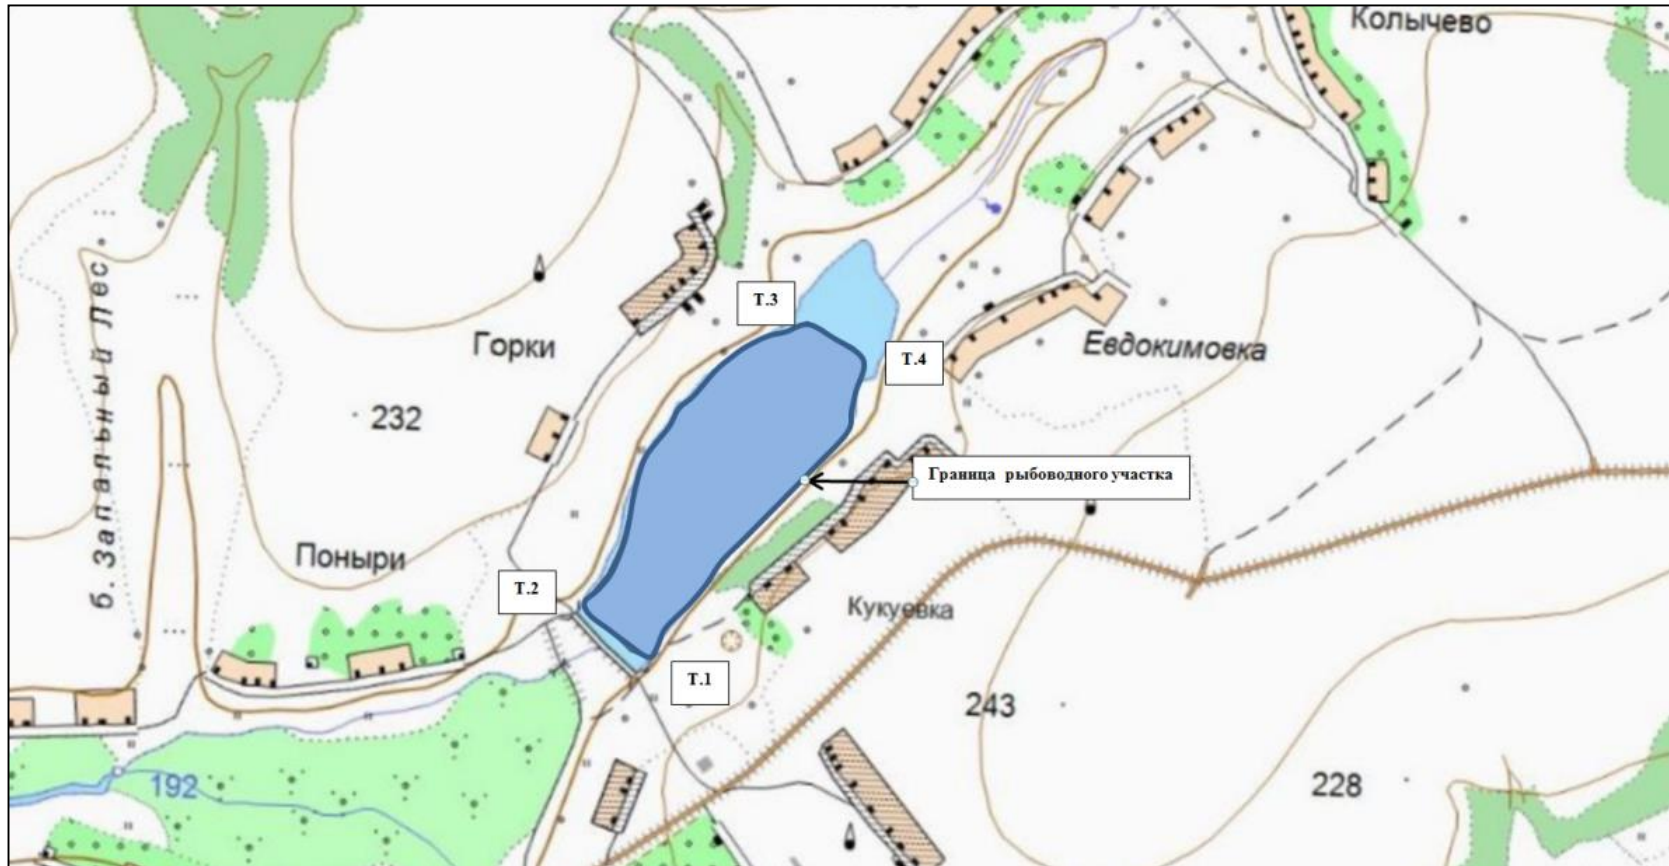 Колычево
б. Запальный Лес
Т.3
Горки
Т.4
Евдокимовка
232
Граница рыбоводного участка
Поныри
Т.2
Кукуевка
Т.1
243
192
228